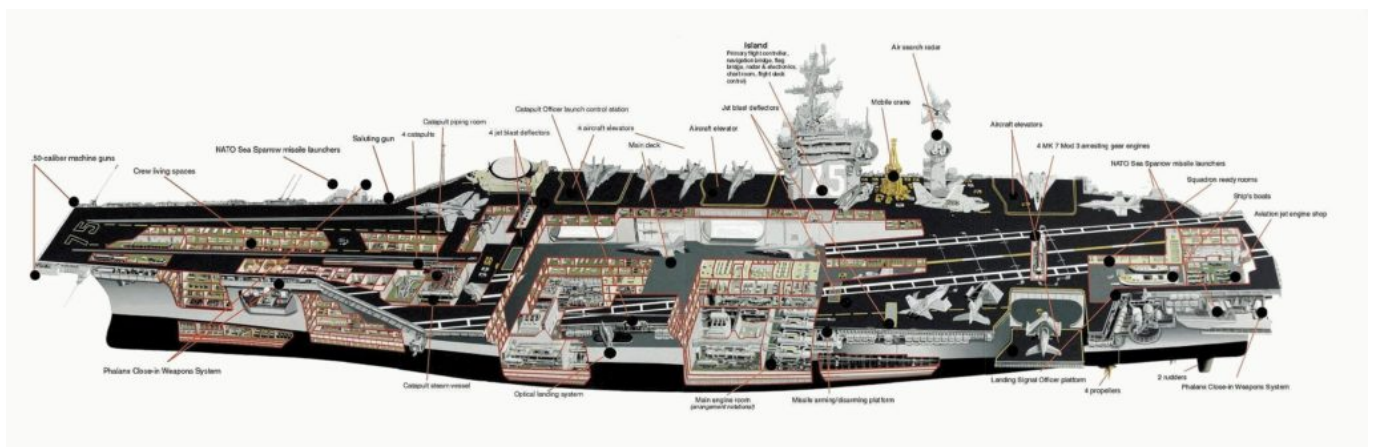 Island
Primary flight controller,
navigation bridge, flag
bridge, radar & electronics,
chart room, flight deck
control)
Air search radar
Jet blast deflectors
Mobile crane
Catapult Officer launch control station
Catapult piping room
4 jet blast deflectors
4 aircraft elevators
Aircraft elevator
Aircraft elevators
Saluting gun
4 catapults
Main deck
4 MK 7 Mod 3 arresting gear engines
.50-caliber machine guns
NATO Sea Sparrow missile launchers
NATO Sea Sparrow missile launchers
Crew living spaces
Squadron ready rooms
Ship's boats
Aviation jet engine shop
75
75
Phalanx Close-in Weapons System
Catapult steam vessel
Optical landing system
Main engine room
Missile arming/disarming platform
Landing Signal Officer platform
4 propellers
2 rudders
Phalanx Close-in Weapons System